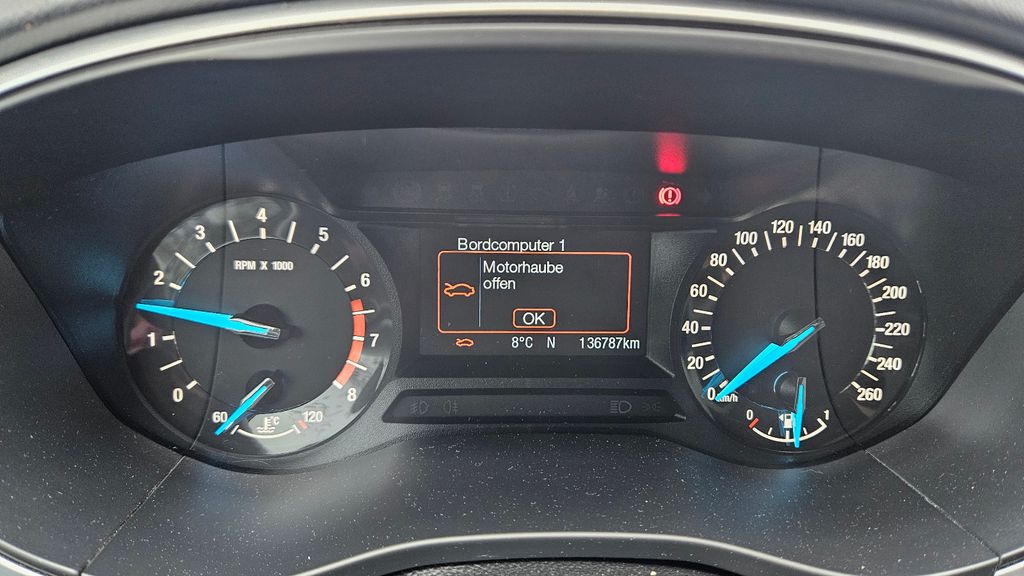 Bordcomputer 1
Motorhaube
offen
OK
8°C N 136787km
0 1 2 3 4 5 6 7 8
RPM X 1000
60 °C 120
0 20 40 60 80 100 120 140 160 180 200 220 240 260
km/h
0 1